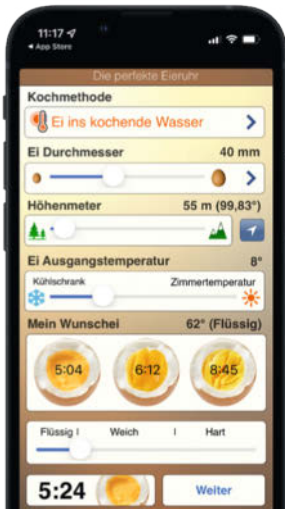 11:17
◂ App Store
Die perfekte Eieruhr
Kochmethode
Ei ins kochende Wasser
Ei Durchmesser 40 mm
Höhenmeter 55 m (99,83°)
Ei Ausgangstemperatur 8°
Kühlschrank Zimmertemperatur
Mein Wunschei 62° (Flüssig)
5:04 6:12 8:45
Flüssig | Weich | Hart
5:24 Weiter